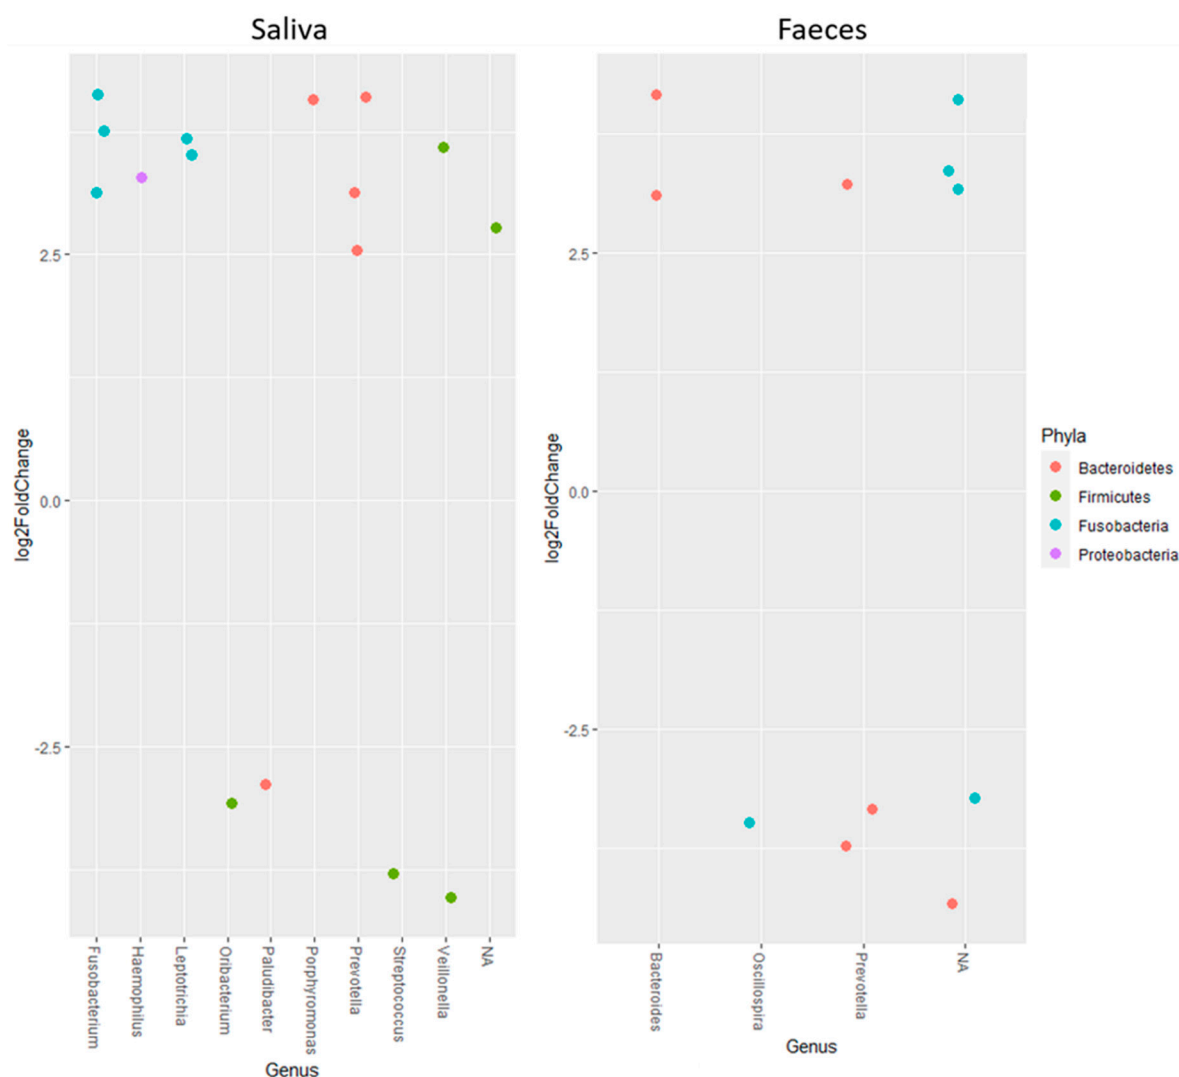 Saliva
Faeces
log2FoldChange
2.5
0.0
-2.5
Fusobacterium
Haemophilus
Leptotrichia
Oribacterium
Paludibacter
Porphyromonas
Prevotella
Streptococcus
Veillonella
NA
Genus
log2FoldChange
2.5
0.0
-2.5
Bacteroides
Oscillospira
Prevotella
NA
Genus
Phyla
Bacteroidetes
Firmicutes
Fusobacteria
Proteobacteria